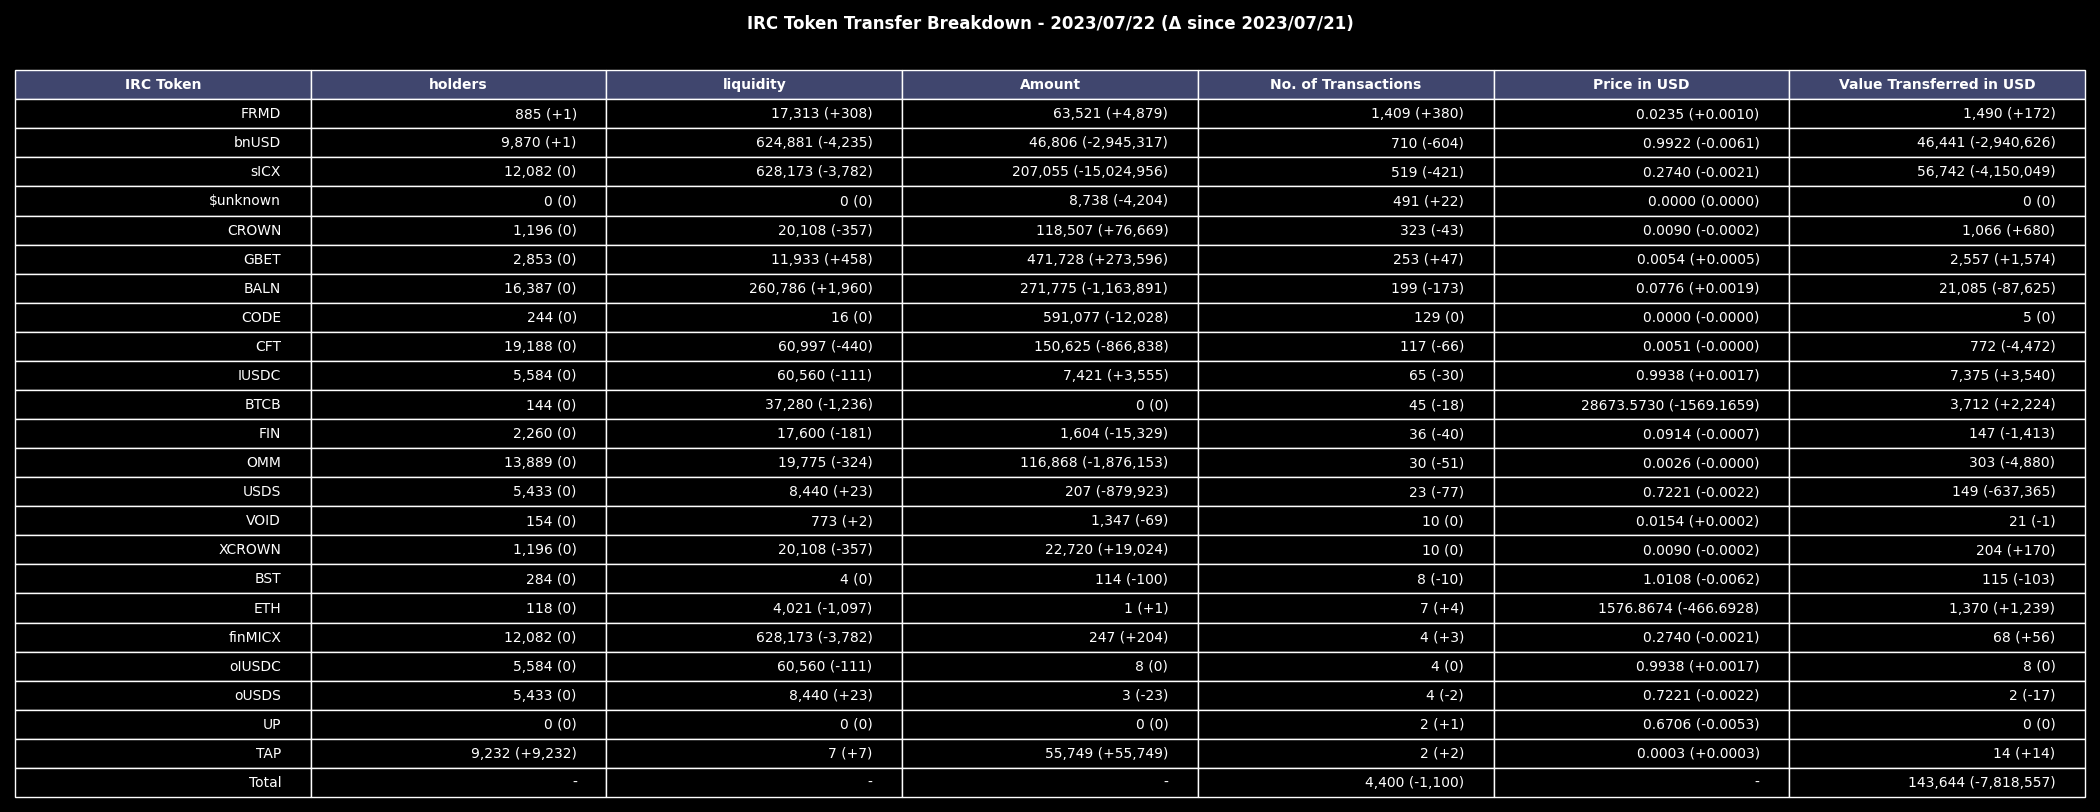 IRC Token Transfer Breakdown - 2023/07/22 (Δ since 2023/07/21)
IRC Token holders liquidity Amount No. of Transactions Price in USD Value Transferred in USD
FRMD 885 (+1) 17,313 (+308) 63,521 (+4,879) 1,409 (+380) 0.0235 (+0.0010) 1,490 (+172)
bnUSD 9,870 (+1) 624,881 (-4,235) 46,806 (-2,945,317) 710 (-604) 0.9922 (-0.0061) 46,441 (-2,940,626)
sICX 12,082 (0) 628,173 (-3,782) 207,055 (-15,024,956) 519 (-421) 0.2740 (-0.0021) 56,742 (-4,150,049)
$unknown 0 (0) 0 (0) 8,738 (-4,204) 491 (+22) 0.0000 (0.0000) 0 (0)
CROWN 1,196 (0) 20,108 (-357) 118,507 (+76,669) 323 (-43) 0.0090 (-0.0002) 1,066 (+680)
GBET 2,853 (0) 11,933 (+458) 471,728 (+273,596) 253 (+47) 0.0054 (+0.0005) 2,557 (+1,574)
BALN 16,387 (0) 260,786 (+1,960) 271,775 (-1,163,891) 199 (-173) 0.0776 (+0.0019) 21,085 (-87,625)
CODE 244 (0) 16 (0) 591,077 (-12,028) 129 (0) 0.0000 (-0.0000) 5 (0)
CFT 19,188 (0) 60,997 (-440) 150,625 (-866,838) 117 (-66) 0.0051 (-0.0000) 772 (-4,472)
IUSDC 5,584 (0) 60,560 (-111) 7,421 (+3,555) 65 (-30) 0.9938 (+0.0017) 7,375 (+3,540)
BTCB 144 (0) 37,280 (-1,236) 0 (0) 45 (-18) 28673.5730 (-1569.1659) 3,712 (+2,224)
FIN 2,260 (0) 17,600 (-181) 1,604 (-15,329) 36 (-40) 0.0914 (-0.0007) 147 (-1,413)
OMM 13,889 (0) 19,775 (-324) 116,868 (-1,876,153) 30 (-51) 0.0026 (-0.0000) 303 (-4,880)
USDS 5,433 (0) 8,440 (+23) 207 (-879,923) 23 (-77) 0.7221 (-0.0022) 149 (-637,365)
VOID 154 (0) 773 (+2) 1,347 (-69) 10 (0) 0.0154 (+0.0002) 21 (-1)
XCROWN 1,196 (0) 20,108 (-357) 22,720 (+19,024) 10 (0) 0.0090 (-0.0002) 204 (+170)
BST 284 (0) 4 (0) 114 (-100) 8 (-10) 1.0108 (-0.0062) 115 (-103)
ETH 118 (0) 4,021 (-1,097) 1 (+1) 7 (+4) 1576.8674 (-466.6928) 1,370 (+1,239)
finMICX 12,082 (0) 628,173 (-3,782) 247 (+204) 4 (+3) 0.2740 (-0.0021) 68 (+56)
oIUSDC 5,584 (0) 60,560 (-111) 8 (0) 4 (0) 0.9938 (+0.0017) 8 (0)
oUSDS 5,433 (0) 8,440 (+23) 3 (-23) 4 (-2) 0.7221 (-0.0022) 2 (-17)
UP 0 (0) 0 (0) 0 (0) 2 (+1) 0.6706 (-0.0053) 0 (0)
TAP 9,232 (+9,232) 7 (+7) 55,749 (+55,749) 2 (+2) 0.0003 (+0.0003) 14 (+14)
Total - - - 4,400 (-1,100) - 143,644 (-7,818,557)